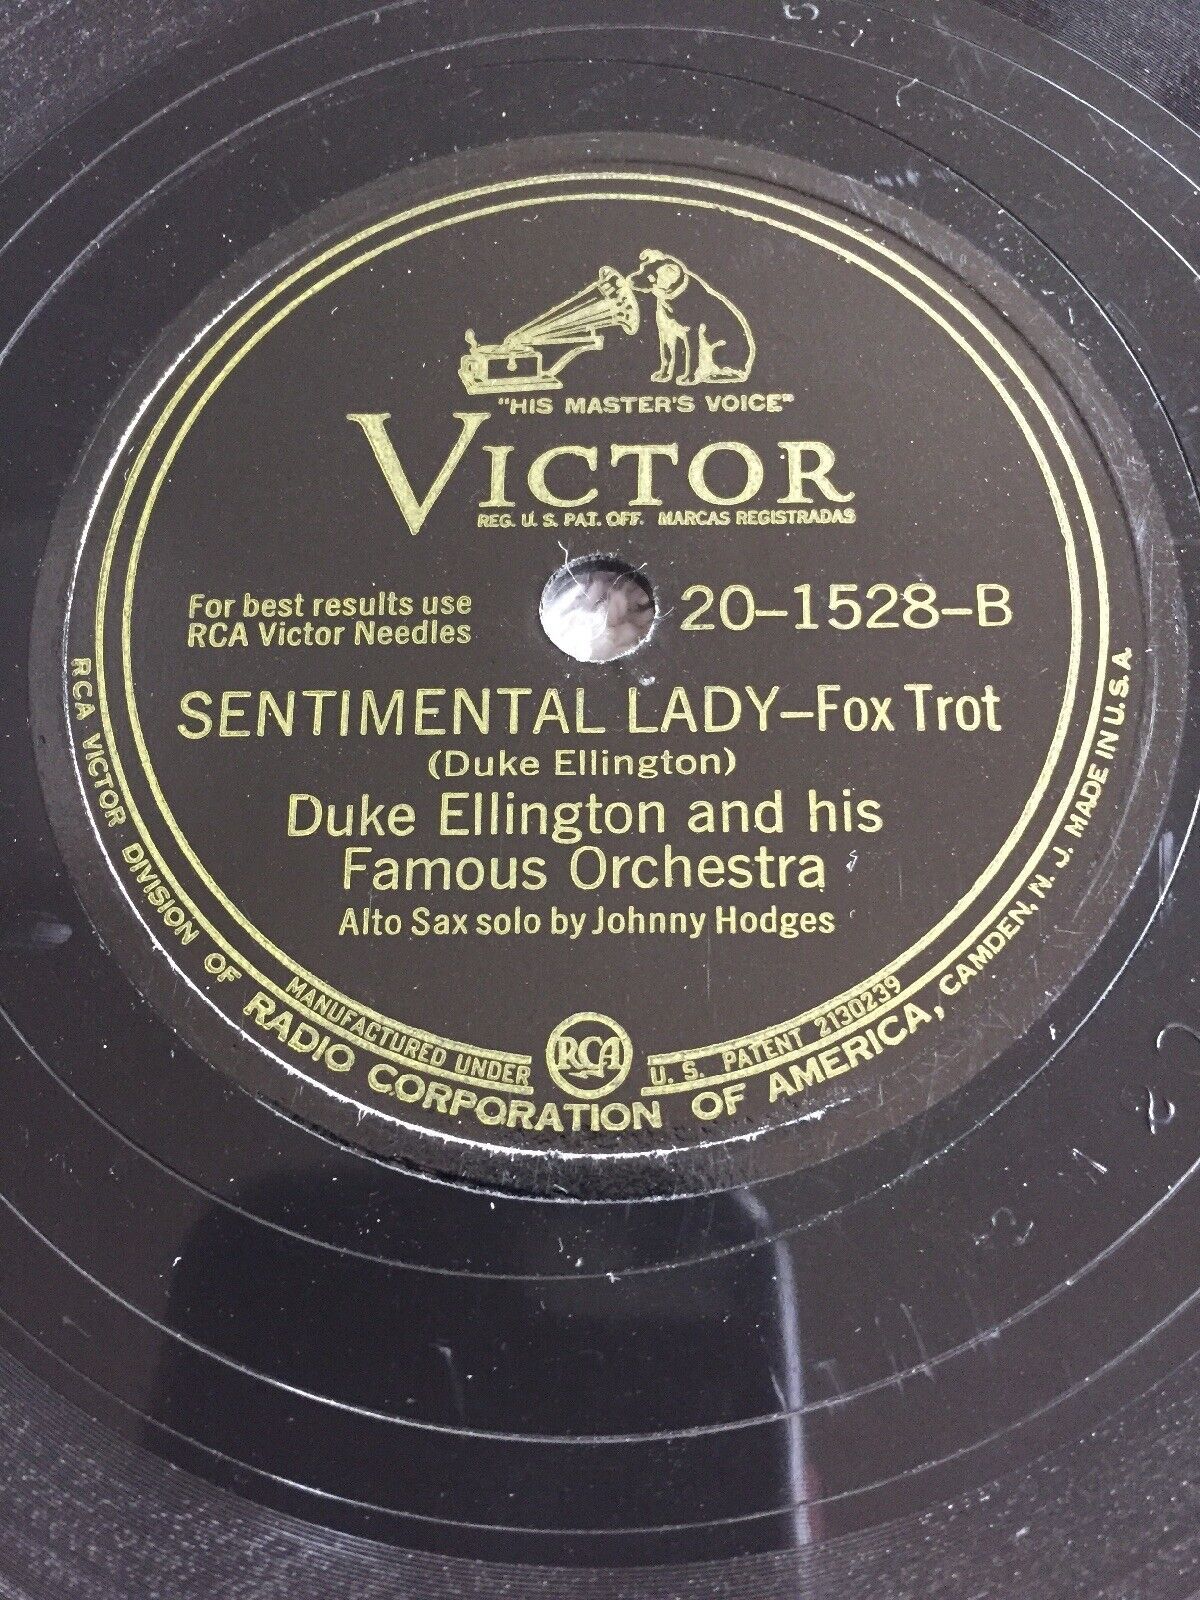 "HIS MASTER'S VOICE"
VICTOR
REG. U. S. PAT. OFF. MARCAS REGISTRADAS
For best results use
RCA Victor Needles
20-1528-B
SENTIMENTAL LADY-Fox Trot
(Duke Ellington)
Duke Ellington and his
Famous Orchestra
Alto Sax solo by Johnny Hodges
MANUFACTURED UNDER
RCA
U. S. PATENT 2130239
RCA VICTOR DIVISION OF RADIO CORPORATION OF AMERICA, CAMDEN, N. J. MADE IN U. S. A.